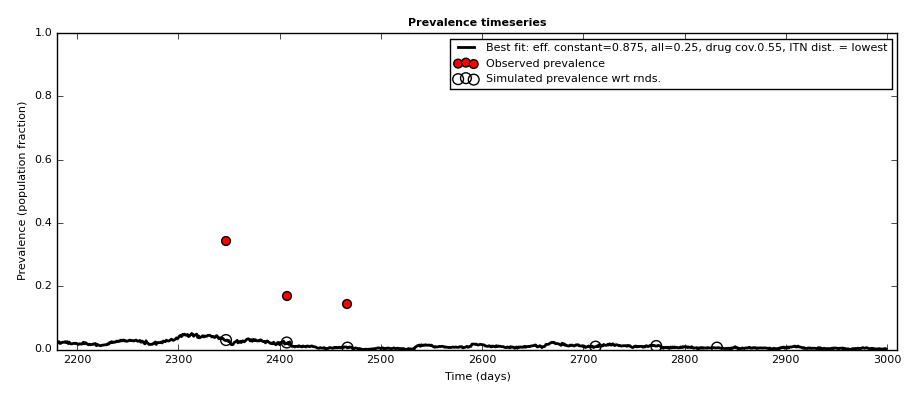 Prevalence timeseries
Best fit: eff. constant=0.875, all=0.25, drug cov.0.55, ITN dist. = lowest
Observed prevalence
Simulated prevalence wrt rnds.
Prevalence (population fraction)
1.0
0.8
0.6
0.4
0.2
0.0
2200 2300 2400 2500 2600 2700 2800 2900 3000
Time (days)